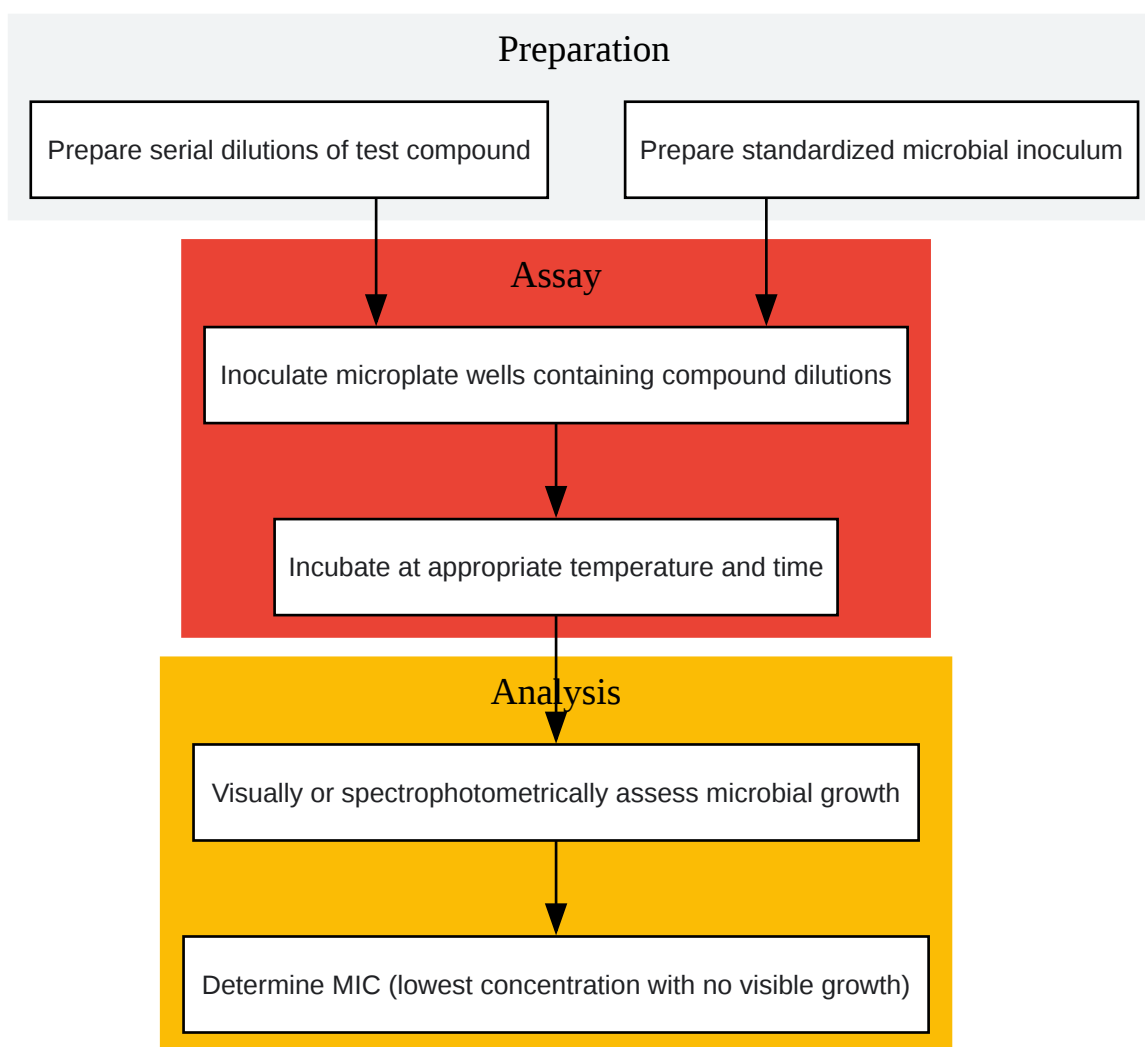 Preparation
Prepare serial dilutions of test compound
Prepare standardized microbial inoculum
Assay
Inoculate microplate wells containing compound dilutions
Incubate at appropriate temperature and time
Analysis
Visually or spectrophotometrically assess microbial growth
Determine MIC (lowest concentration with no visible growth)